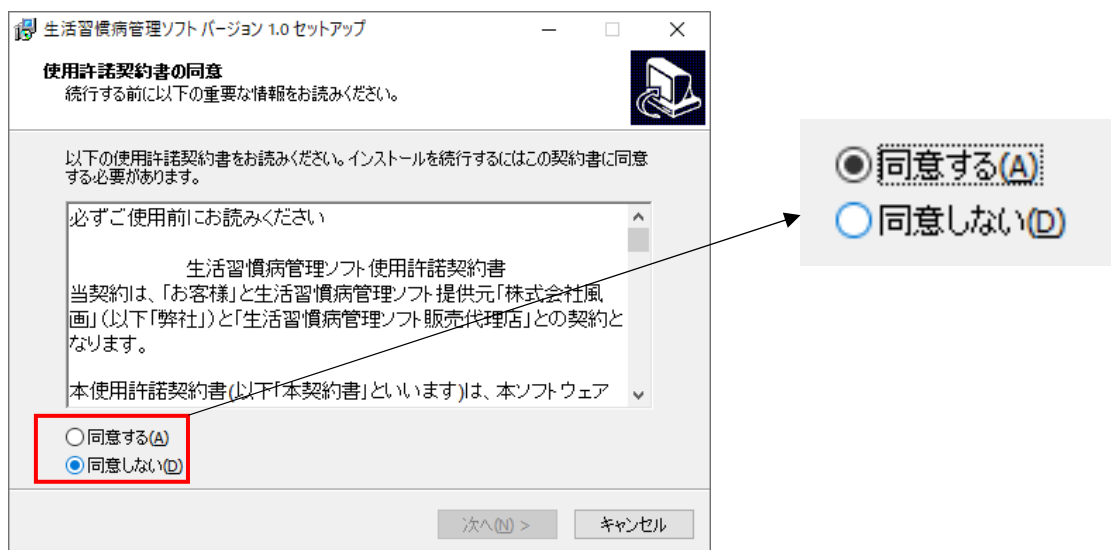 生活習慣病管理ソフト バージョン 1.0 セットアップ
使用許諾契約書の同意
続行する前に以下の重要な情報をお読みください。
以下の使用許諾契約書をお読みください。インストールを続行するにはこの契約書に同意
する必要があります。
必ずご使用前にお読みください
生活習慣病管理ソフト使用許諾契約書
当契約は、「お客様」と生活習慣病管理ソフト提供元「株式会社風
画」（以下「弊社」）と「生活習慣病管理ソフト販売代理店」との契約と
なります。
本使用許諾契約書(以下「本契約書」といいます)は、本ソフトウェア
同意する(A)
同意しない(D)
次へ(N) >
キャンセル
同意する(A)
同意しない(D)